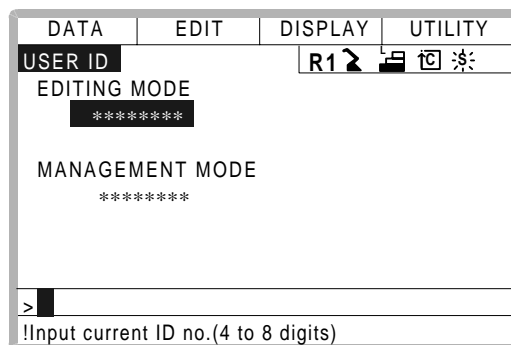 DATA EDIT DISPLAY UTILITY
USER ID R1 L C S
EDITING MODE
********
MANAGEMENT MODE
********
>
!Input current ID no.(4 to 8 digits)